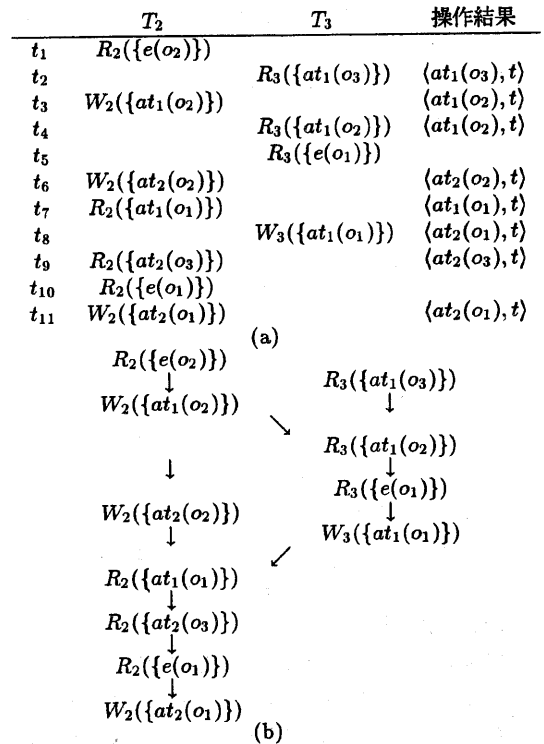 T₂ T₃ 操作結果
t₁ R₂({e(o₂)})
t₂ R₃({at₁(o₃)}) ⟨at₁(o₃), t⟩
t₃ W₂({at₁(o₂)}) ⟨at₁(o₂), t⟩
t₄ R₃({at₁(o₂)}) ⟨at₁(o₂), t⟩
t₅ R₃({e(o₁)})
t₆ W₂({at₂(o₂)}) ⟨at₂(o₂), t⟩
t₇ R₂({at₁(o₁)}) ⟨at₁(o₁), t⟩
t₈ W₃({at₁(o₁)}) ⟨at₂(o₁), t⟩
t₉ R₂({at₂(o₃)}) ⟨at₂(o₃), t⟩
t₁₀ R₂({e(o₁)})
t₁₁ W₂({at₂(o₁)}) ⟨at₂(o₁), t⟩
(a)
R₂({e(o₂)})
↓ R₃({at₁(o₃)})
W₂({at₁(o₂)}) ↓
↘
R₃({at₁(o₂)})
↓ ↓
R₃({e(o₁)})
W₂({at₂(o₂)}) ↓
↓ W₃({at₁(o₁)})
↙
R₂({at₁(o₁)})
↓
R₂({at₂(o₃)})
↓
R₂({e(o₁)})
↓
W₂({at₂(o₁)})
(b)